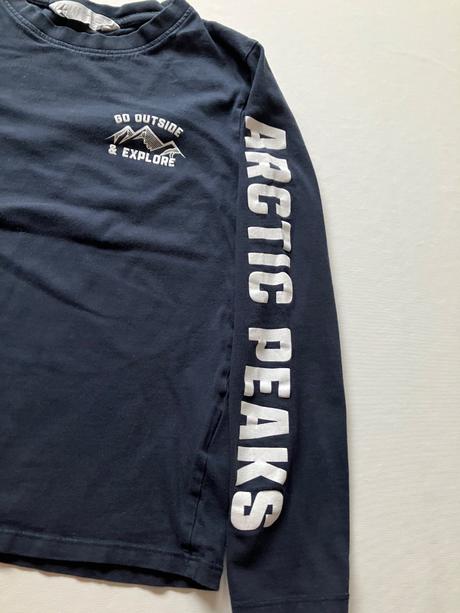 GO OUTSIDE
& EXPLORE
ARCTIC PEAKS